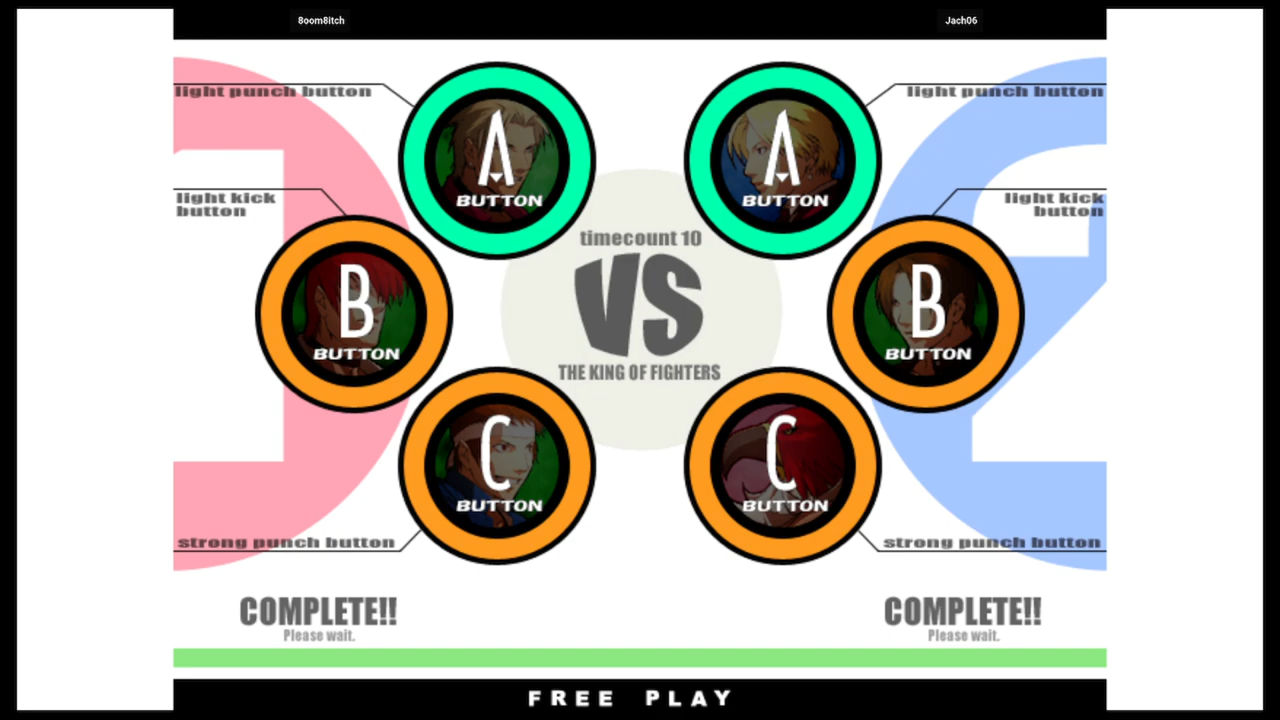 8oom8itch
Jach06
light punch button
light punch button
A
BUTTON
A
BUTTON
light kick
button
light kick
button
timecount 10
VS
THE KING OF FIGHTERS
B
BUTTON
B
BUTTON
1
2
C
BUTTON
C
BUTTON
strong punch button
strong punch button
COMPLETE!!
Please wait.
COMPLETE!!
Please wait.
FREE PLAY